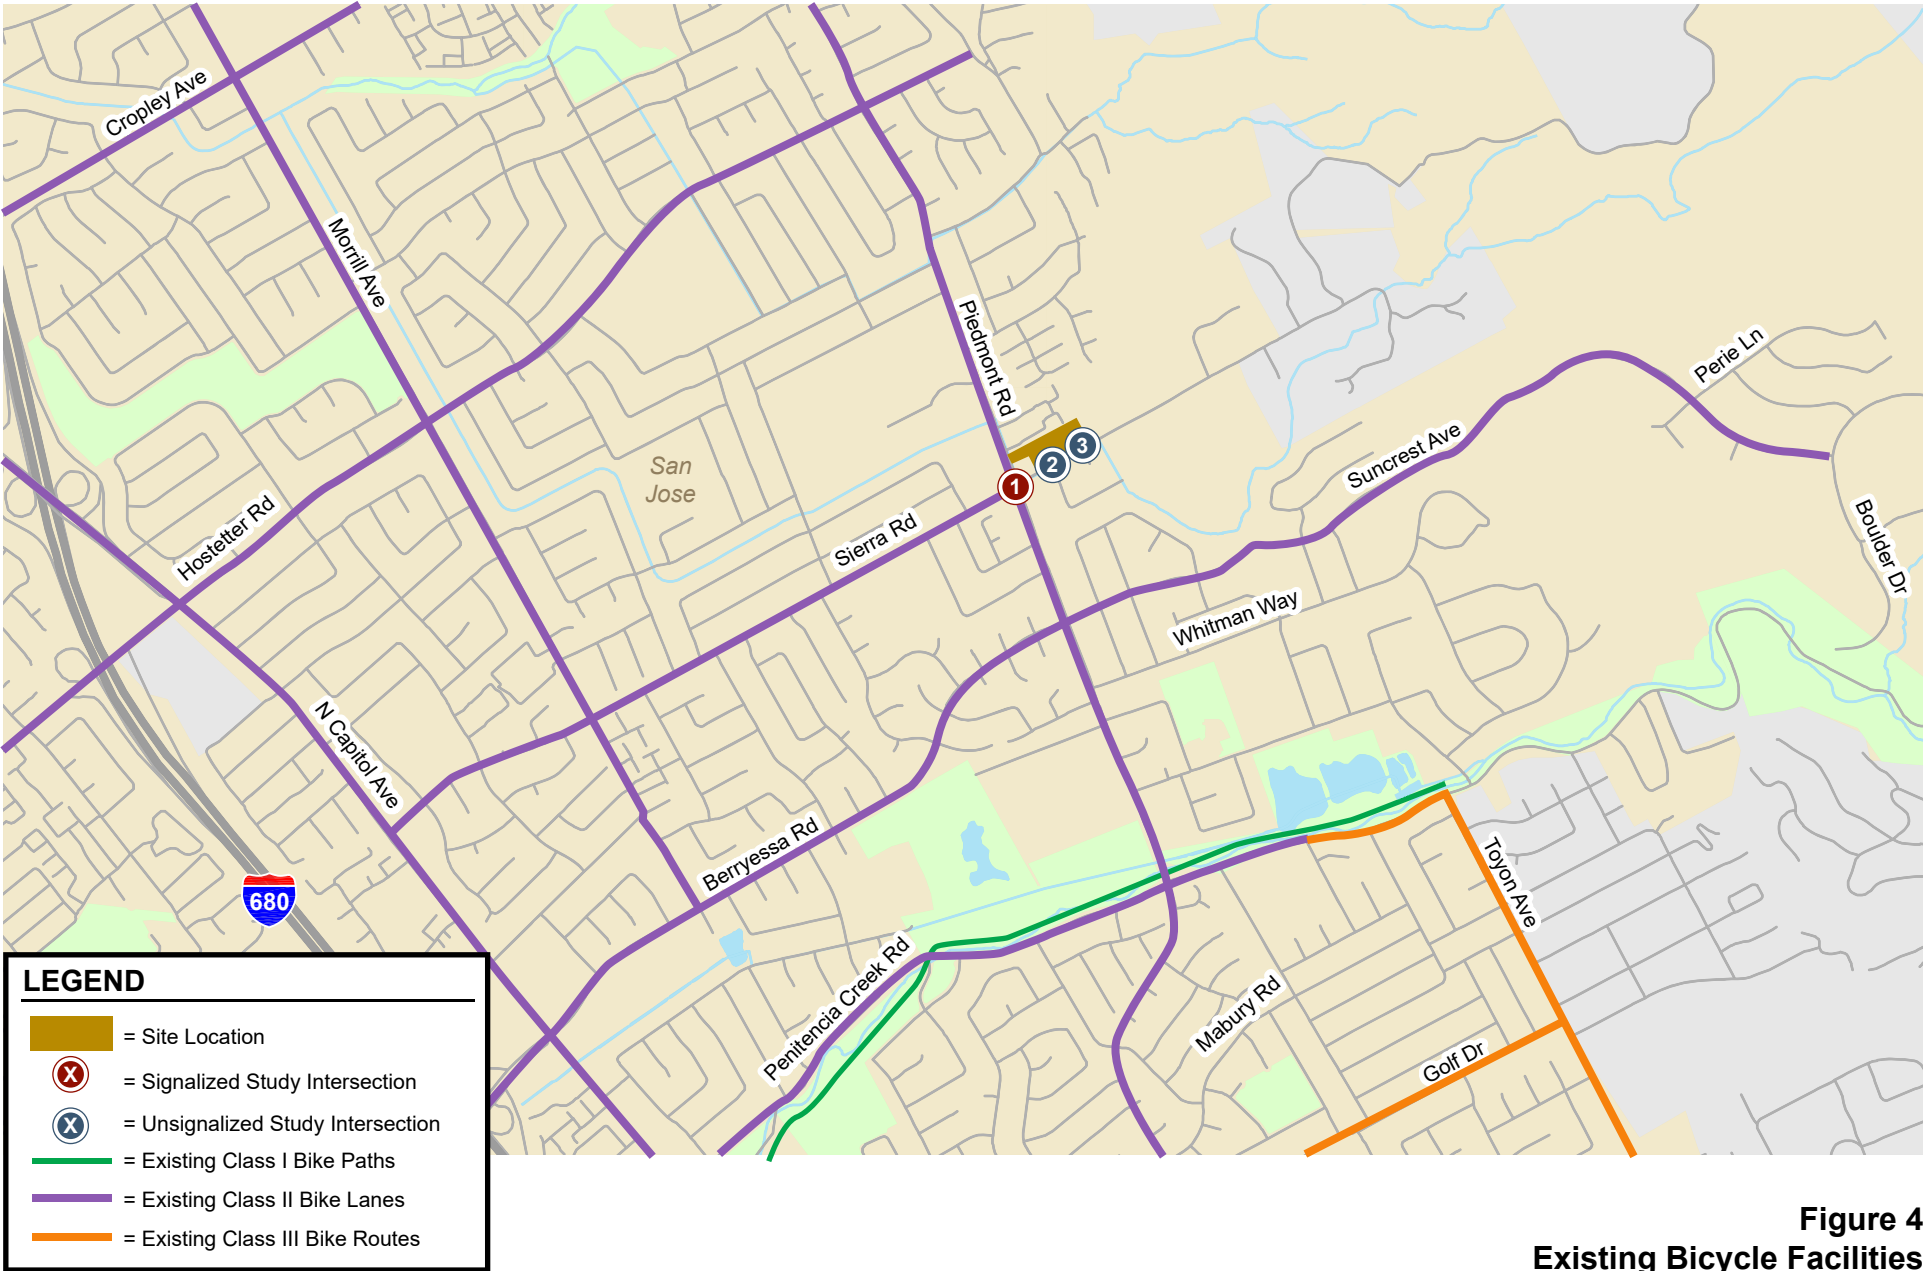 Cropley Ave
Morrill Ave
Piedmont Rd
Perie Ln
San
Jose
Suncrest Ave
Hostetter Rd
1
2
3
Sierra Rd
Boulder Dr
Whitman Way
N Capitol Ave
Berryessa Rd
Toyon Ave
680
Penitencia Creek Rd
Mabury Rd
Golf Dr
LEGEND
= Site Location
X
= Signalized Study Intersection
X
= Unsignalized Study Intersection
= Existing Class I Bike Paths
= Existing Class II Bike Lanes
= Existing Class III Bike Routes
Figure 4
Existing Bicycle Facilities